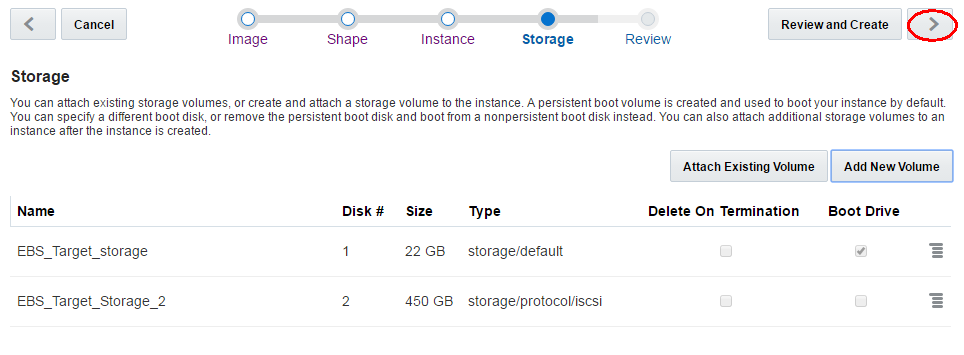 Cancel
Image
Shape
Instance
Storage
Review
Review and Create
Storage
You can attach existing storage volumes, or create and attach a storage volume to the instance. A persistent boot volume is created and used to boot your instance by default.
You can specify a different boot disk, or remove the persistent boot disk and boot from a nonpersistent boot disk instead. You can also attach additional storage volumes to an
instance after the instance is created.
Attach Existing Volume Add New Volume
Name Disk # Size Type Delete On Termination Boot Drive
EBS_Target_storage 1 22 GB storage/default
EBS_Target_Storage_2 2 450 GB storage/protocol/iscsi